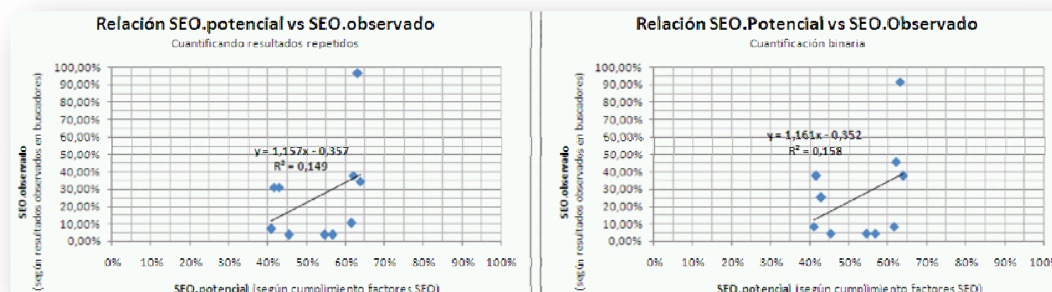 Relación SEO.potencial vs SEO.observado
Cuantificando resultados repetidos
SEO.observado
(según resultados observados en buscadores)
100,00%
90,00%
80,00%
70,00%
60,00%
50,00%
40,00%
30,00%
20,00%
10,00%
0,00%
y = 1,157x - 0,357
R² = 0,149
0% 10% 20% 30% 40% 50% 60% 70% 80% 90% 100%
SEO.potencial (según cumplimiento factores SEO)
Relación SEO.Potencial vs SEO.Observado
Cuantificación binaria
SEO.observado
(según resultados observados en buscadores)
100,00%
90,00%
80,00%
70,00%
60,00%
50,00%
40,00%
30,00%
20,00%
10,00%
0,00%
y = 1,161x - 0,352
R² = 0,158
0% 10% 20% 30% 40% 50% 60% 70% 80% 90% 100%
SEO.potencial (según cumplimiento factores SEO)